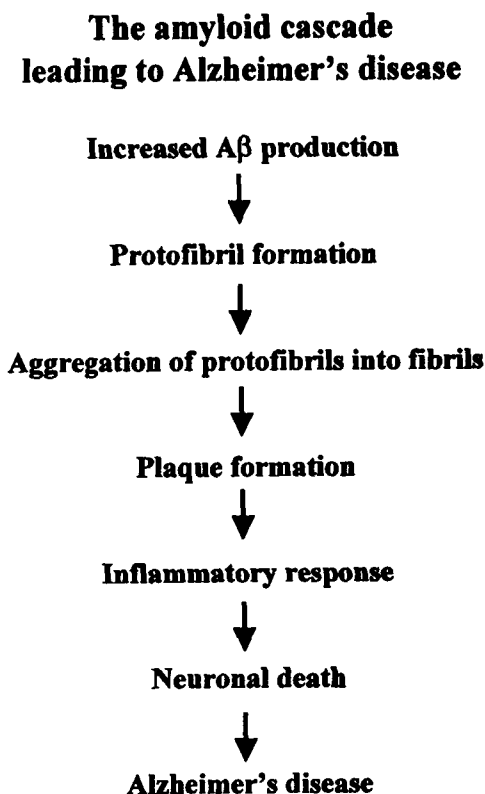 The amyloid cascade
leading to Alzheimer's disease
Increased Aβ production
Protofibril formation
Aggregation of protofibrils into fibrils
Plaque formation
Inflammatory response
Neuronal death
Alzheimer's disease